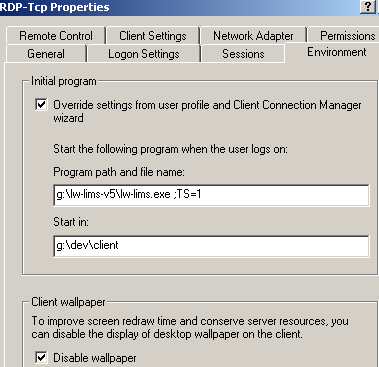 RDP-Tcp Properties
?
Remote Control
Client Settings
Network Adapter
Permissions
General
Logon Settings
Sessions
Environment
Initial program
Override settings from user profile and Client Connection Manager
wizard
Start the following program when the user logs on:
Program path and file name:
g:\lw-lims-v5\lw-lims.exe ;TS=1
Start in:
g:\dev\client
Client wallpaper
To improve screen redraw time and conserve server resources, you
can disable the display of desktop wallpaper on the client.
Disable wallpaper